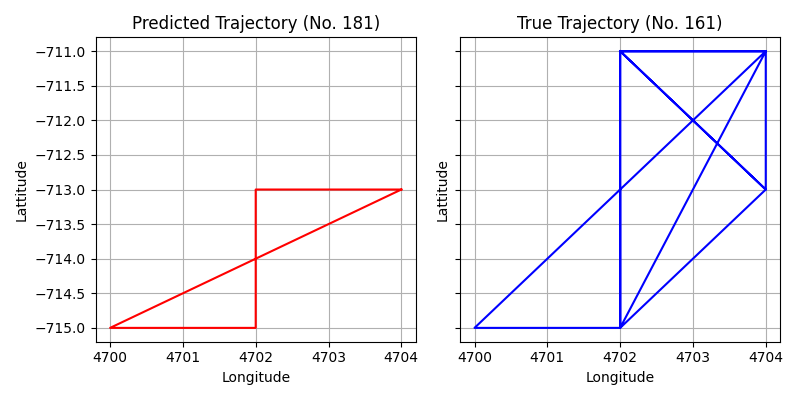 Predicted Trajectory (No. 181)
True Trajectory (No. 161)
−711.0
−711.5
−712.0
−712.5
−713.0
−713.5
−714.0
−714.5
−715.0
Lattitude
Lattitude
4700 4701 4702 4703 4704
4700 4701 4702 4703 4704
Longitude
Longitude